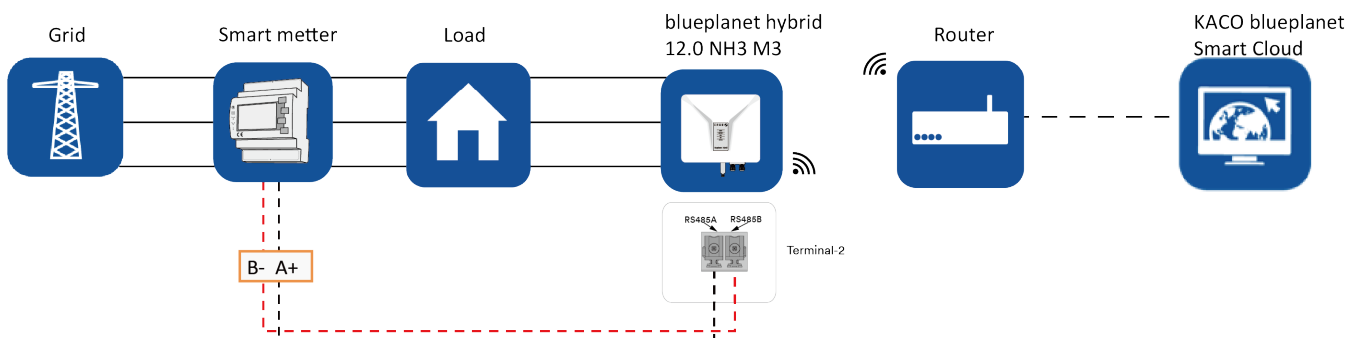 Grid
Smart metter
Load
blueplanet hybrid
12.0 NH3 M3
Router
KACO blueplanet
Smart Cloud
RS485A
RS485B
Terminal-2
B- A+